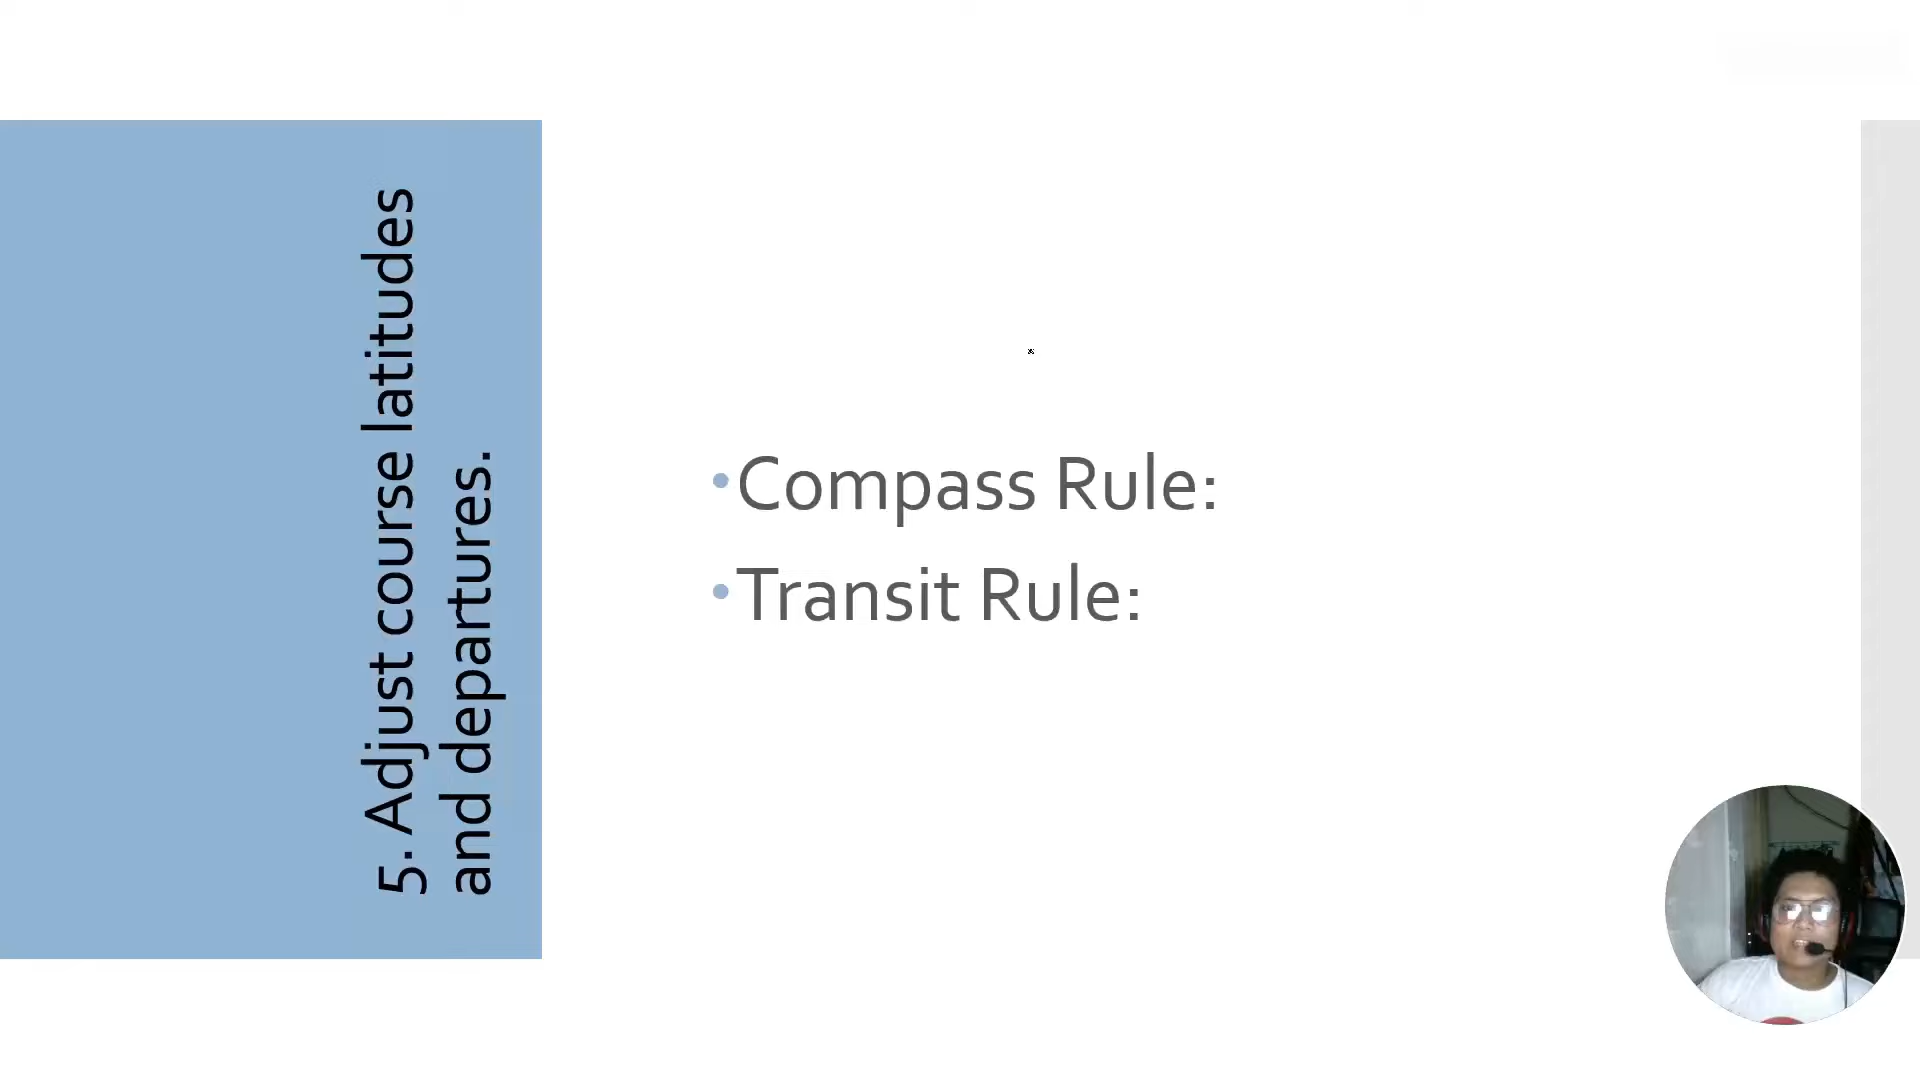 5. Adjust course latitudes
and departures.
•Compass Rule:
•Transit Rule: